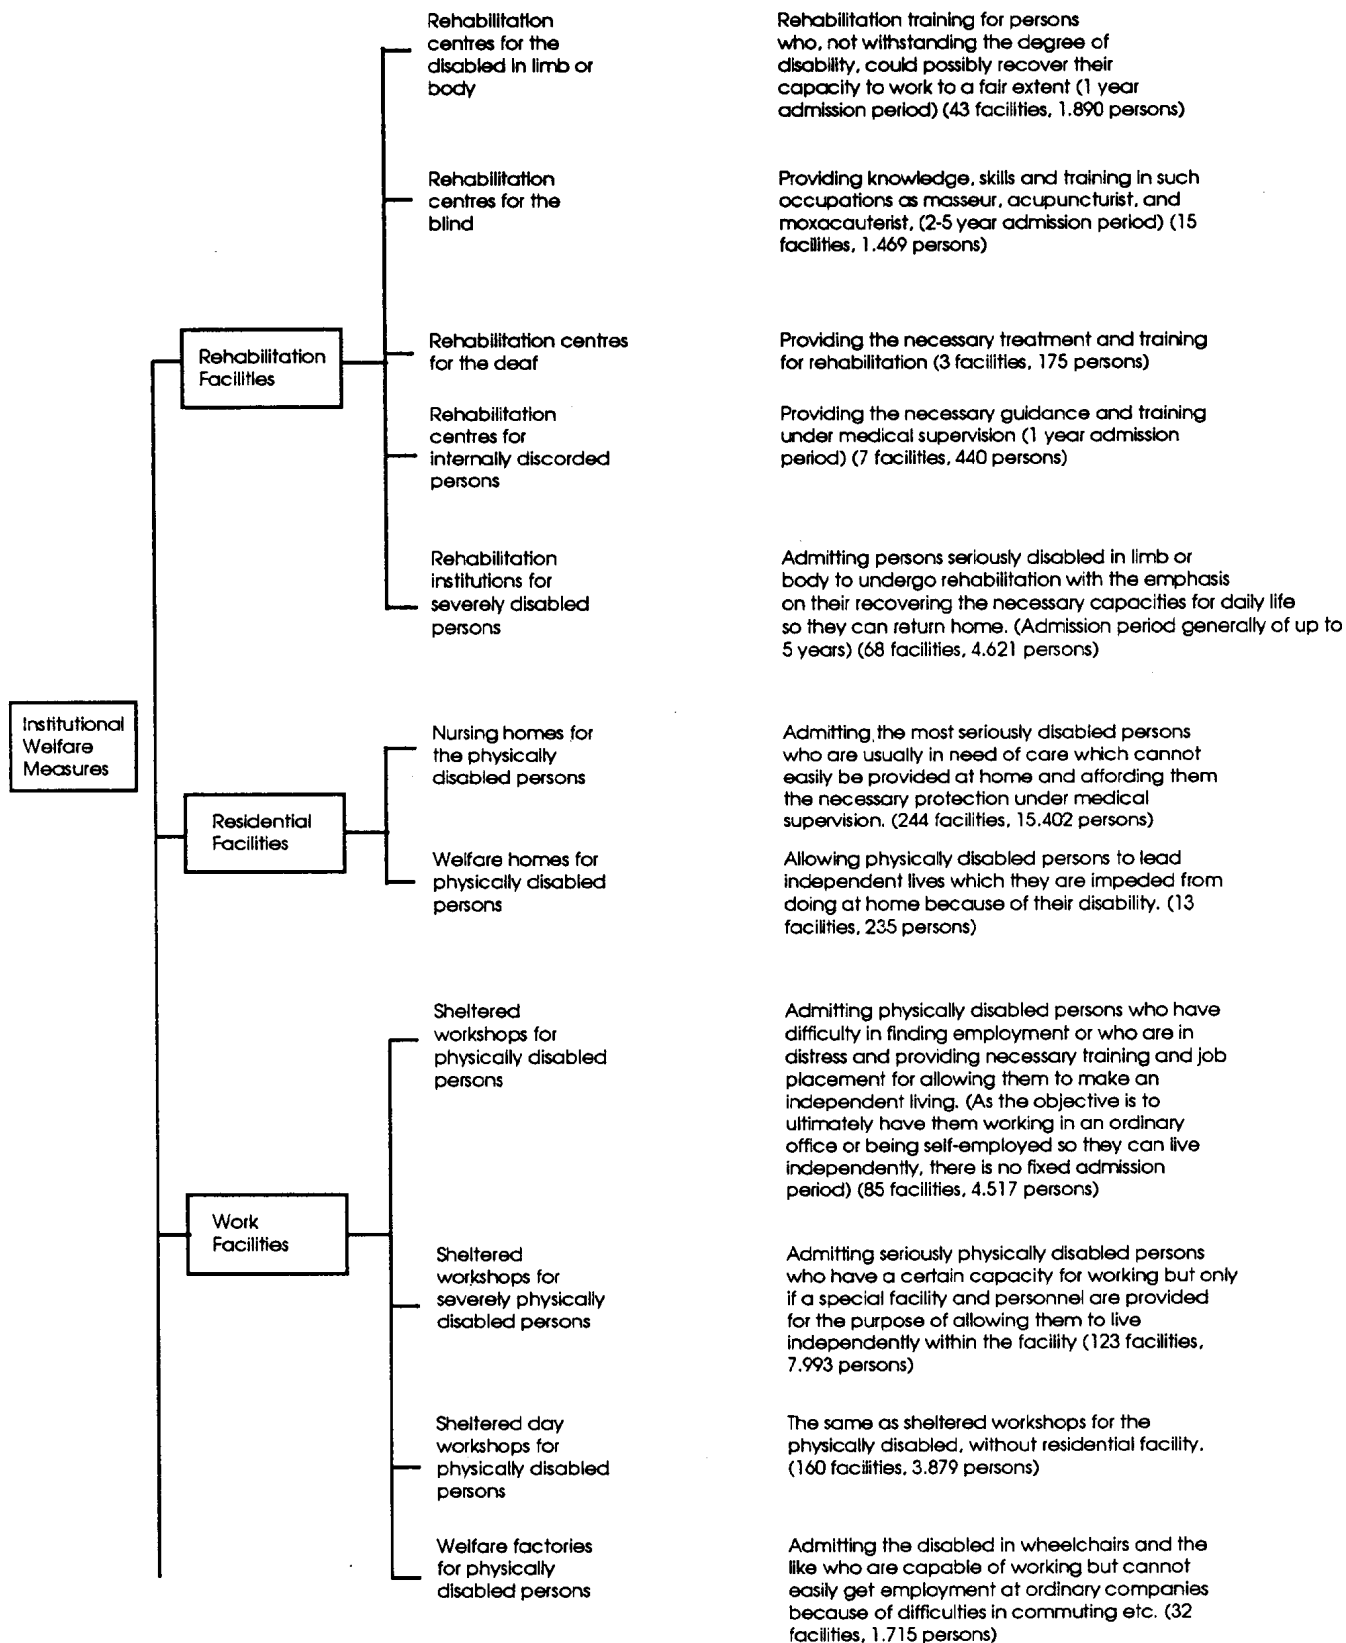 Rehabilitation
centres for the
disabled in limb or
body
Rehabilitation training for persons
who, not withstanding the degree of
disability, could possibly recover their
capacity to work to a fair extent (1 year
admission period) (43 facilities, 1.890 persons)
Rehabilitation
centres for the
blind
Providing knowledge, skills and training in such
occupations as masseur, acupuncturist, and
moxacauterist, (2-5 year admission period) (15
facilities, 1.469 persons)
Rehabilitation
Facilities
Rehabilitation centres
for the deaf
Providing the necessary treatment and training
for rehabilitation (3 facilities, 175 persons)
Rehabilitation
centres for
internally discorded
persons
Providing the necessary guidance and training
under medical supervision (1 year admission
period) (7 facilities, 440 persons)
Rehabilitation
institutions for
severely disabled
persons
Admitting persons seriously disabled in limb or
body to undergo rehabilitation with the emphasis
on their recovering the necessary capacities for daily life
so they can return home. (Admission period generally of up to
5 years) (68 facilities, 4.621 persons)
Institutional
Welfare
Measures
Nursing homes for
the physically
disabled persons
Admitting the most seriously disabled persons
who are usually in need of care which cannot
easily be provided at home and affording them
the necessary protection under medical
supervision. (244 facilities, 15.402 persons)
Residential
Facilities
Welfare homes for
physically disabled
persons
Allowing physically disabled persons to lead
independent lives which they are impeded from
doing at home because of their disability. (13
facilities, 235 persons)
Sheltered
workshops for
physically disabled
persons
Admitting physically disabled persons who have
difficulty in finding employment or who are in
distress and providing necessary training and job
placement for allowing them to make an
independent living. (As the objective is to
ultimately have them working in an ordinary
office or being self-employed so they can live
independently, there is no fixed admission
period) (85 facilities, 4.517 persons)
Work
Facilities
Sheltered
workshops for
severely physically
disabled persons
Admitting seriously physically disabled persons
who have a certain capacity for working but only
if a special facility and personnel are provided
for the purpose of allowing them to live
independently within the facility (123 facilities,
7.993 persons)
Sheltered day
workshops for
physically disabled
persons
The same as sheltered workshops for the
physically disabled, without residential facility.
(160 facilities, 3.879 persons)
Welfare factories
for physically
disabled persons
Admitting the disabled in wheelchairs and the
like who are capable of working but cannot
easily get employment at ordinary companies
because of difficulties in commuting etc. (32
facilities, 1.715 persons)